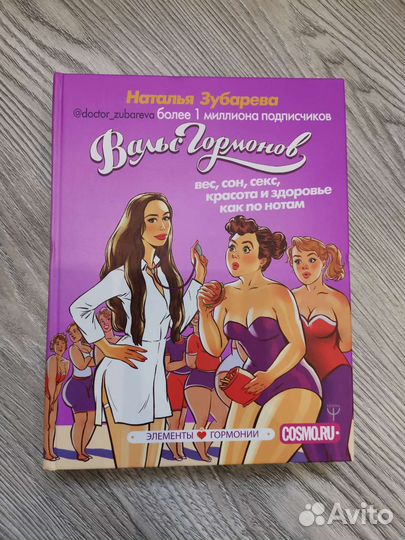 Наталья Зубарева
@doctor_zubareva более 1 миллиона подписчиков
Вальс Гормонов
вес, сон, секс,
красота и здоровье
как по нотам
ЭЛЕМЕНТЫ ГОРМОНИИ
COSMO.RU
Avito